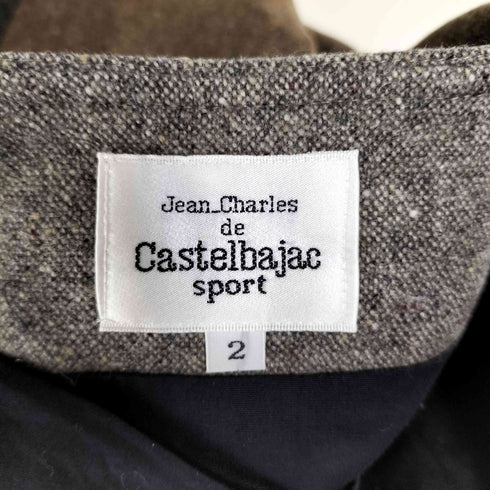 Jean_Charles
de
Castelbajac
sport
2